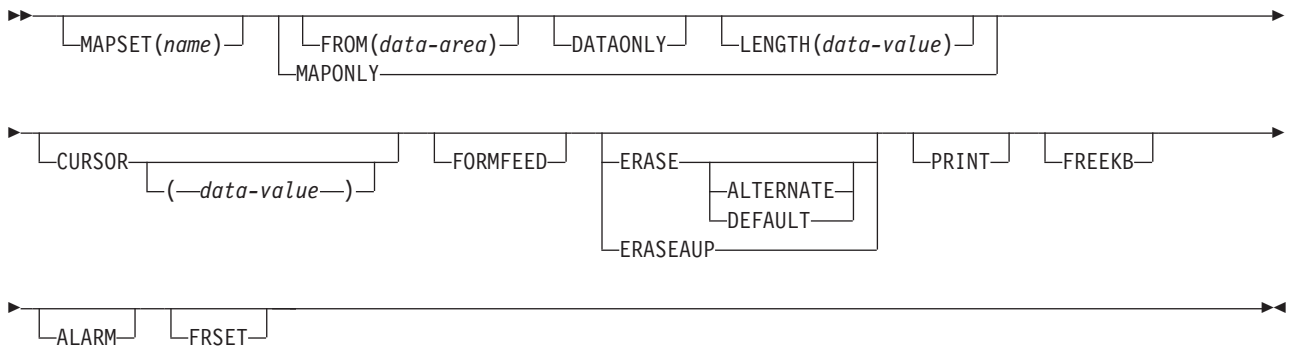 MAPSET(name) FROM(data-area) DATAONLY LENGTH(data-value)
MAPONLY
CURSOR FORMFEED ERASE PRINT FREEKB
( data-value ) ALTERNATE
DEFAULT
ERASEAUP
ALARM FRSET